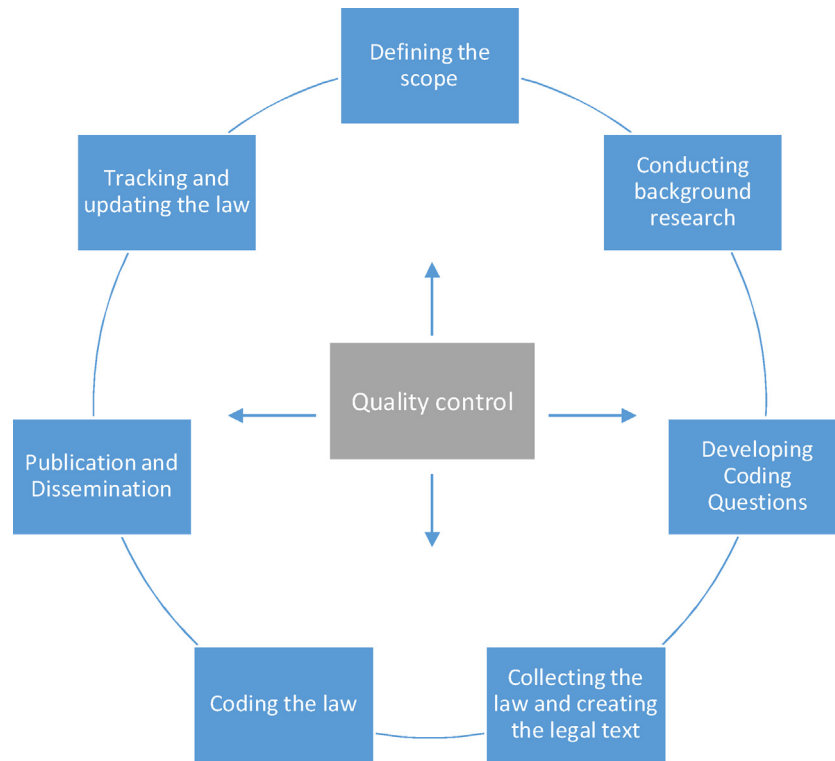 Defining the
scope
Conducting
background
research
Developing
Coding
Questions
Collecting the
law and creating
the legal text
Coding the law
Publication and
Dissemination
Tracking and
updating the law
Quality control